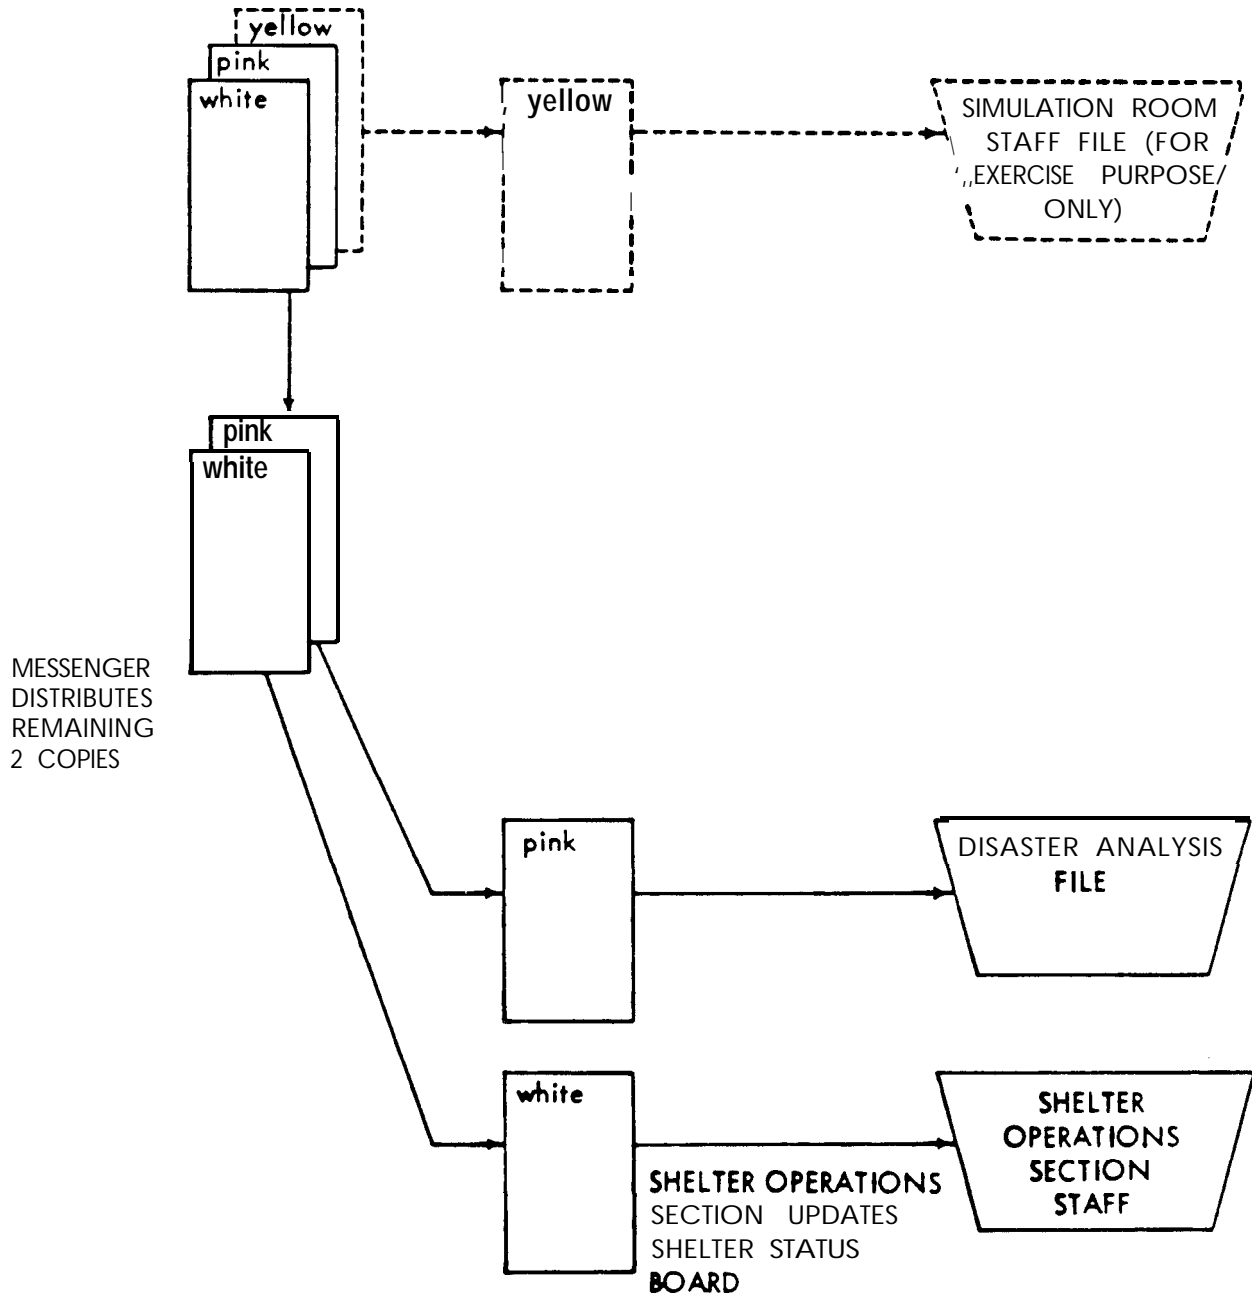 yellow
pink
white
yellow
SIMULATION ROOM
STAFF FILE (FOR
EXERCISE PURPOSE
ONLY)
pink
white
MESSENGER
DISTRIBUTES
REMAINING
2 COPIES
pink
DISASTER ANALYSIS
FILE
white
SHELTER OPERATIONS
SECTION UPDATES
SHELTER STATUS
BOARD
SHELTER
OPERATIONS
SECTION
STAFF